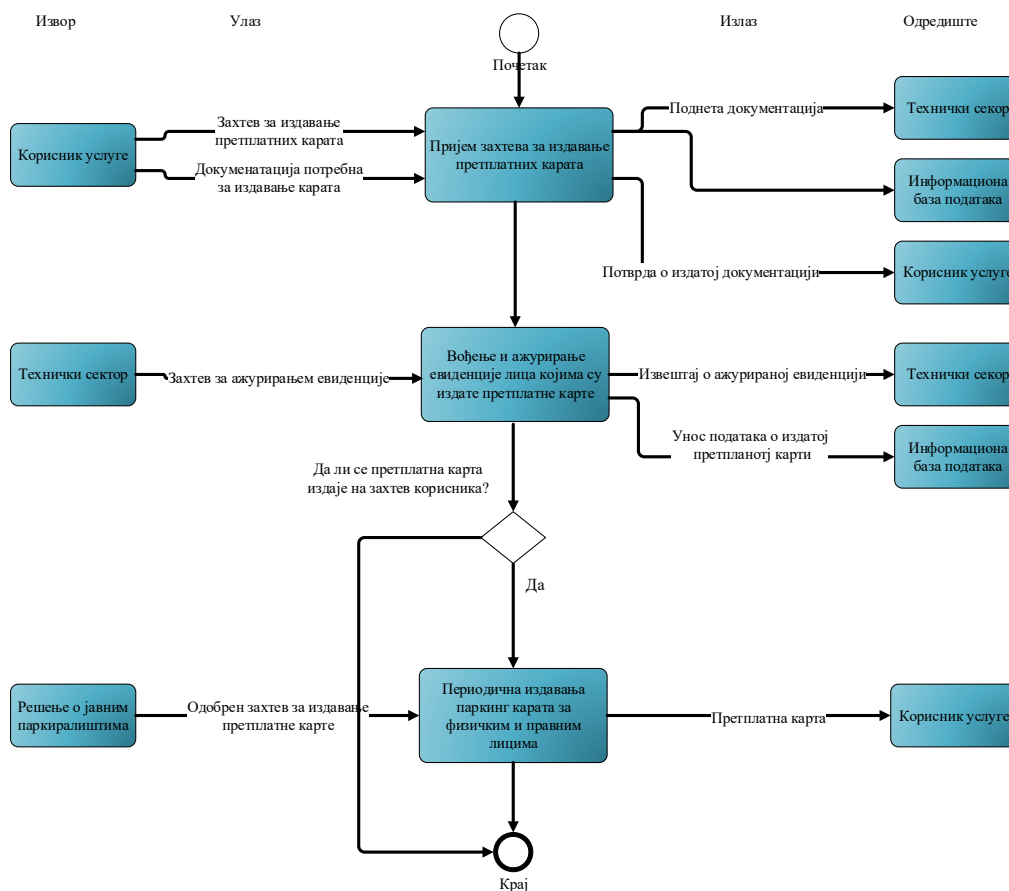 Извор
Улаз
Излаз
Одредиште
Почетак
Корисник услуге
Захтев за издавање
претплатних карата
Докуменатација потребна
за издавање карата
Пријем захтева за издавање
претплатних карата
Поднета документација
Технички секор
Информациона
база података
Потврда о издатој документацији
Корисник услуге
Технички сектор
Захтев за ажурирањем евиденције
Вођење и ажурирање
евиденције лица којима су
издате претплатне карте
Извештај о ажурираној евиденцији
Технички секор
Унос података о издатој
претпланотј карти
Информациона
база података
Да ли се претплатна карта
издаје на захтев корисника?
Да
Решење о јавним
паркиралиштима
Одобрен захтев за издавање
претплатне карте
Периодична издавања
паркинг карата за
физичким и правним
лицима
Претплатна карта
Корисник услуге
Крај